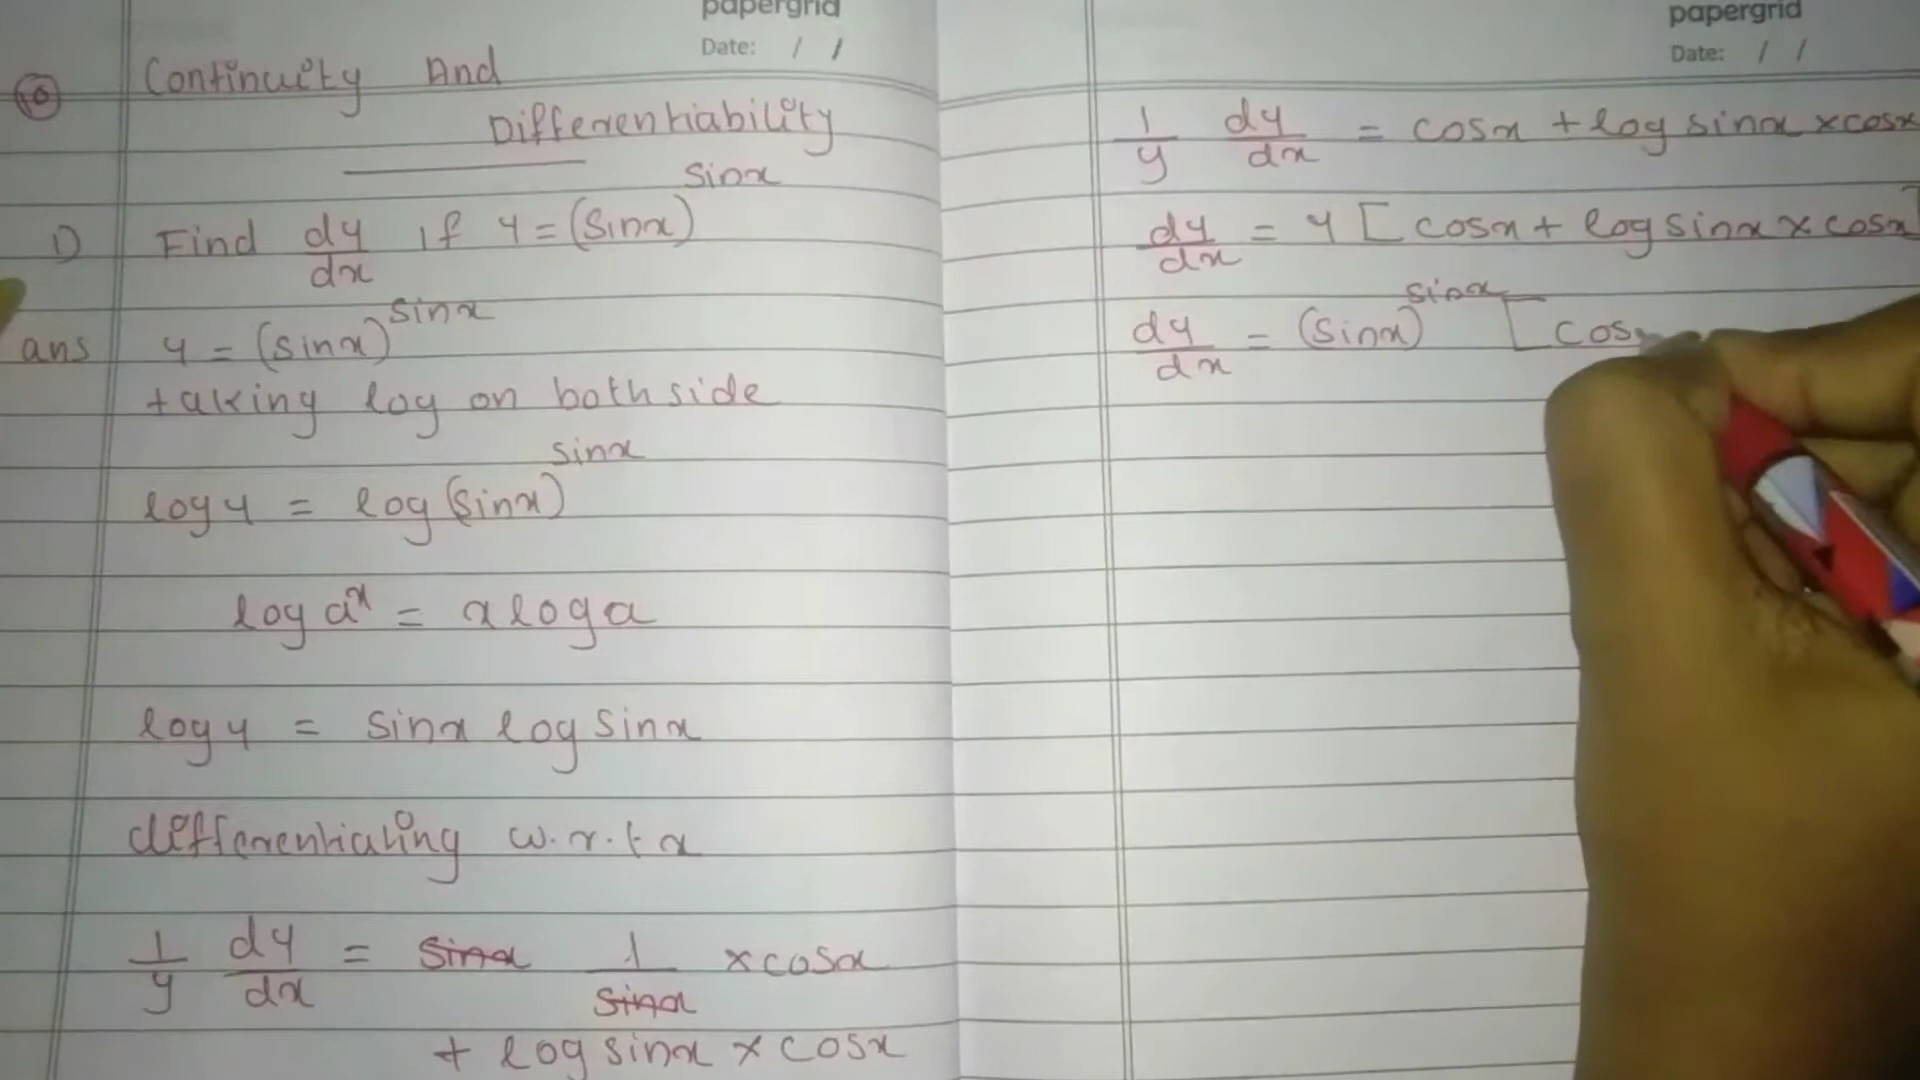 papergrid
Date: / /
10 Continuity And
Differentiability
1) Find dy/dx if y = (sinx)^sinx
ans y = (sinx)^sinx
taking log on both side
log y = log (sinx)^sinx
log a^x = x log a
log y = sinx log sinx
differentiating w.r.t x
1/y dy/dx = sinx 1/sinx × cosx
+ log sinx × cosx
papergrid
Date: / /
1/y dy/dx = cosx + log sinx × cosx
dy/dx = y [ cosx + log sinx × cosx ]
dy/dx = (sinx)^sinx [ cosx